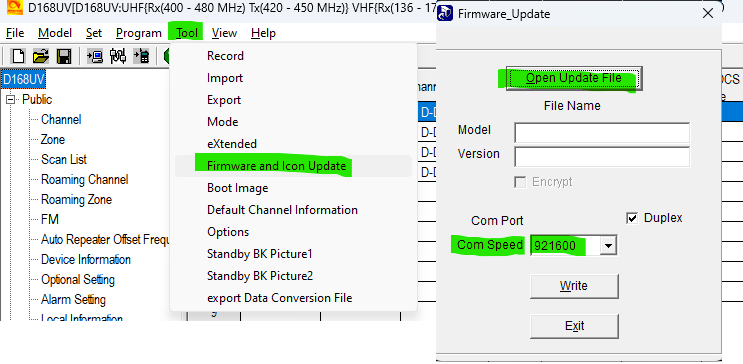 D168UV[D168UV:UHF{Rx(400 - 480 MHz) Tx(420 - 450 MHz)} VHF{Rx(136 - 17
File Model Set Program Tool View Help
D168UV
Public
Channel
Zone
Scan List
Roaming Channel
Roaming Zone
FM
Auto Repeater Offset Frequ
Device Information
Optional Setting
Alarm Setting
Local Information
Record
Import
Export
Mode
eXtended
Firmware and Icon Update
Boot Image
Default Channel Information
Options
Standby BK Picture1
Standby BK Picture2
export Data Conversion File
9
D-D
D-D
D-D
D-D
Firmware_Update
Open Update File
File Name
Model
Version
Encrypt
Com Port
Duplex
Com Speed 921600
Write
Exit
DCS